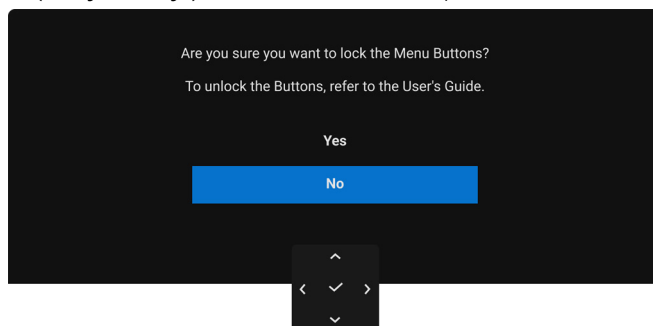 Are you sure you want to lock the Menu Buttons?
To unlock the Buttons, refer to the User's Guide.
Yes
No